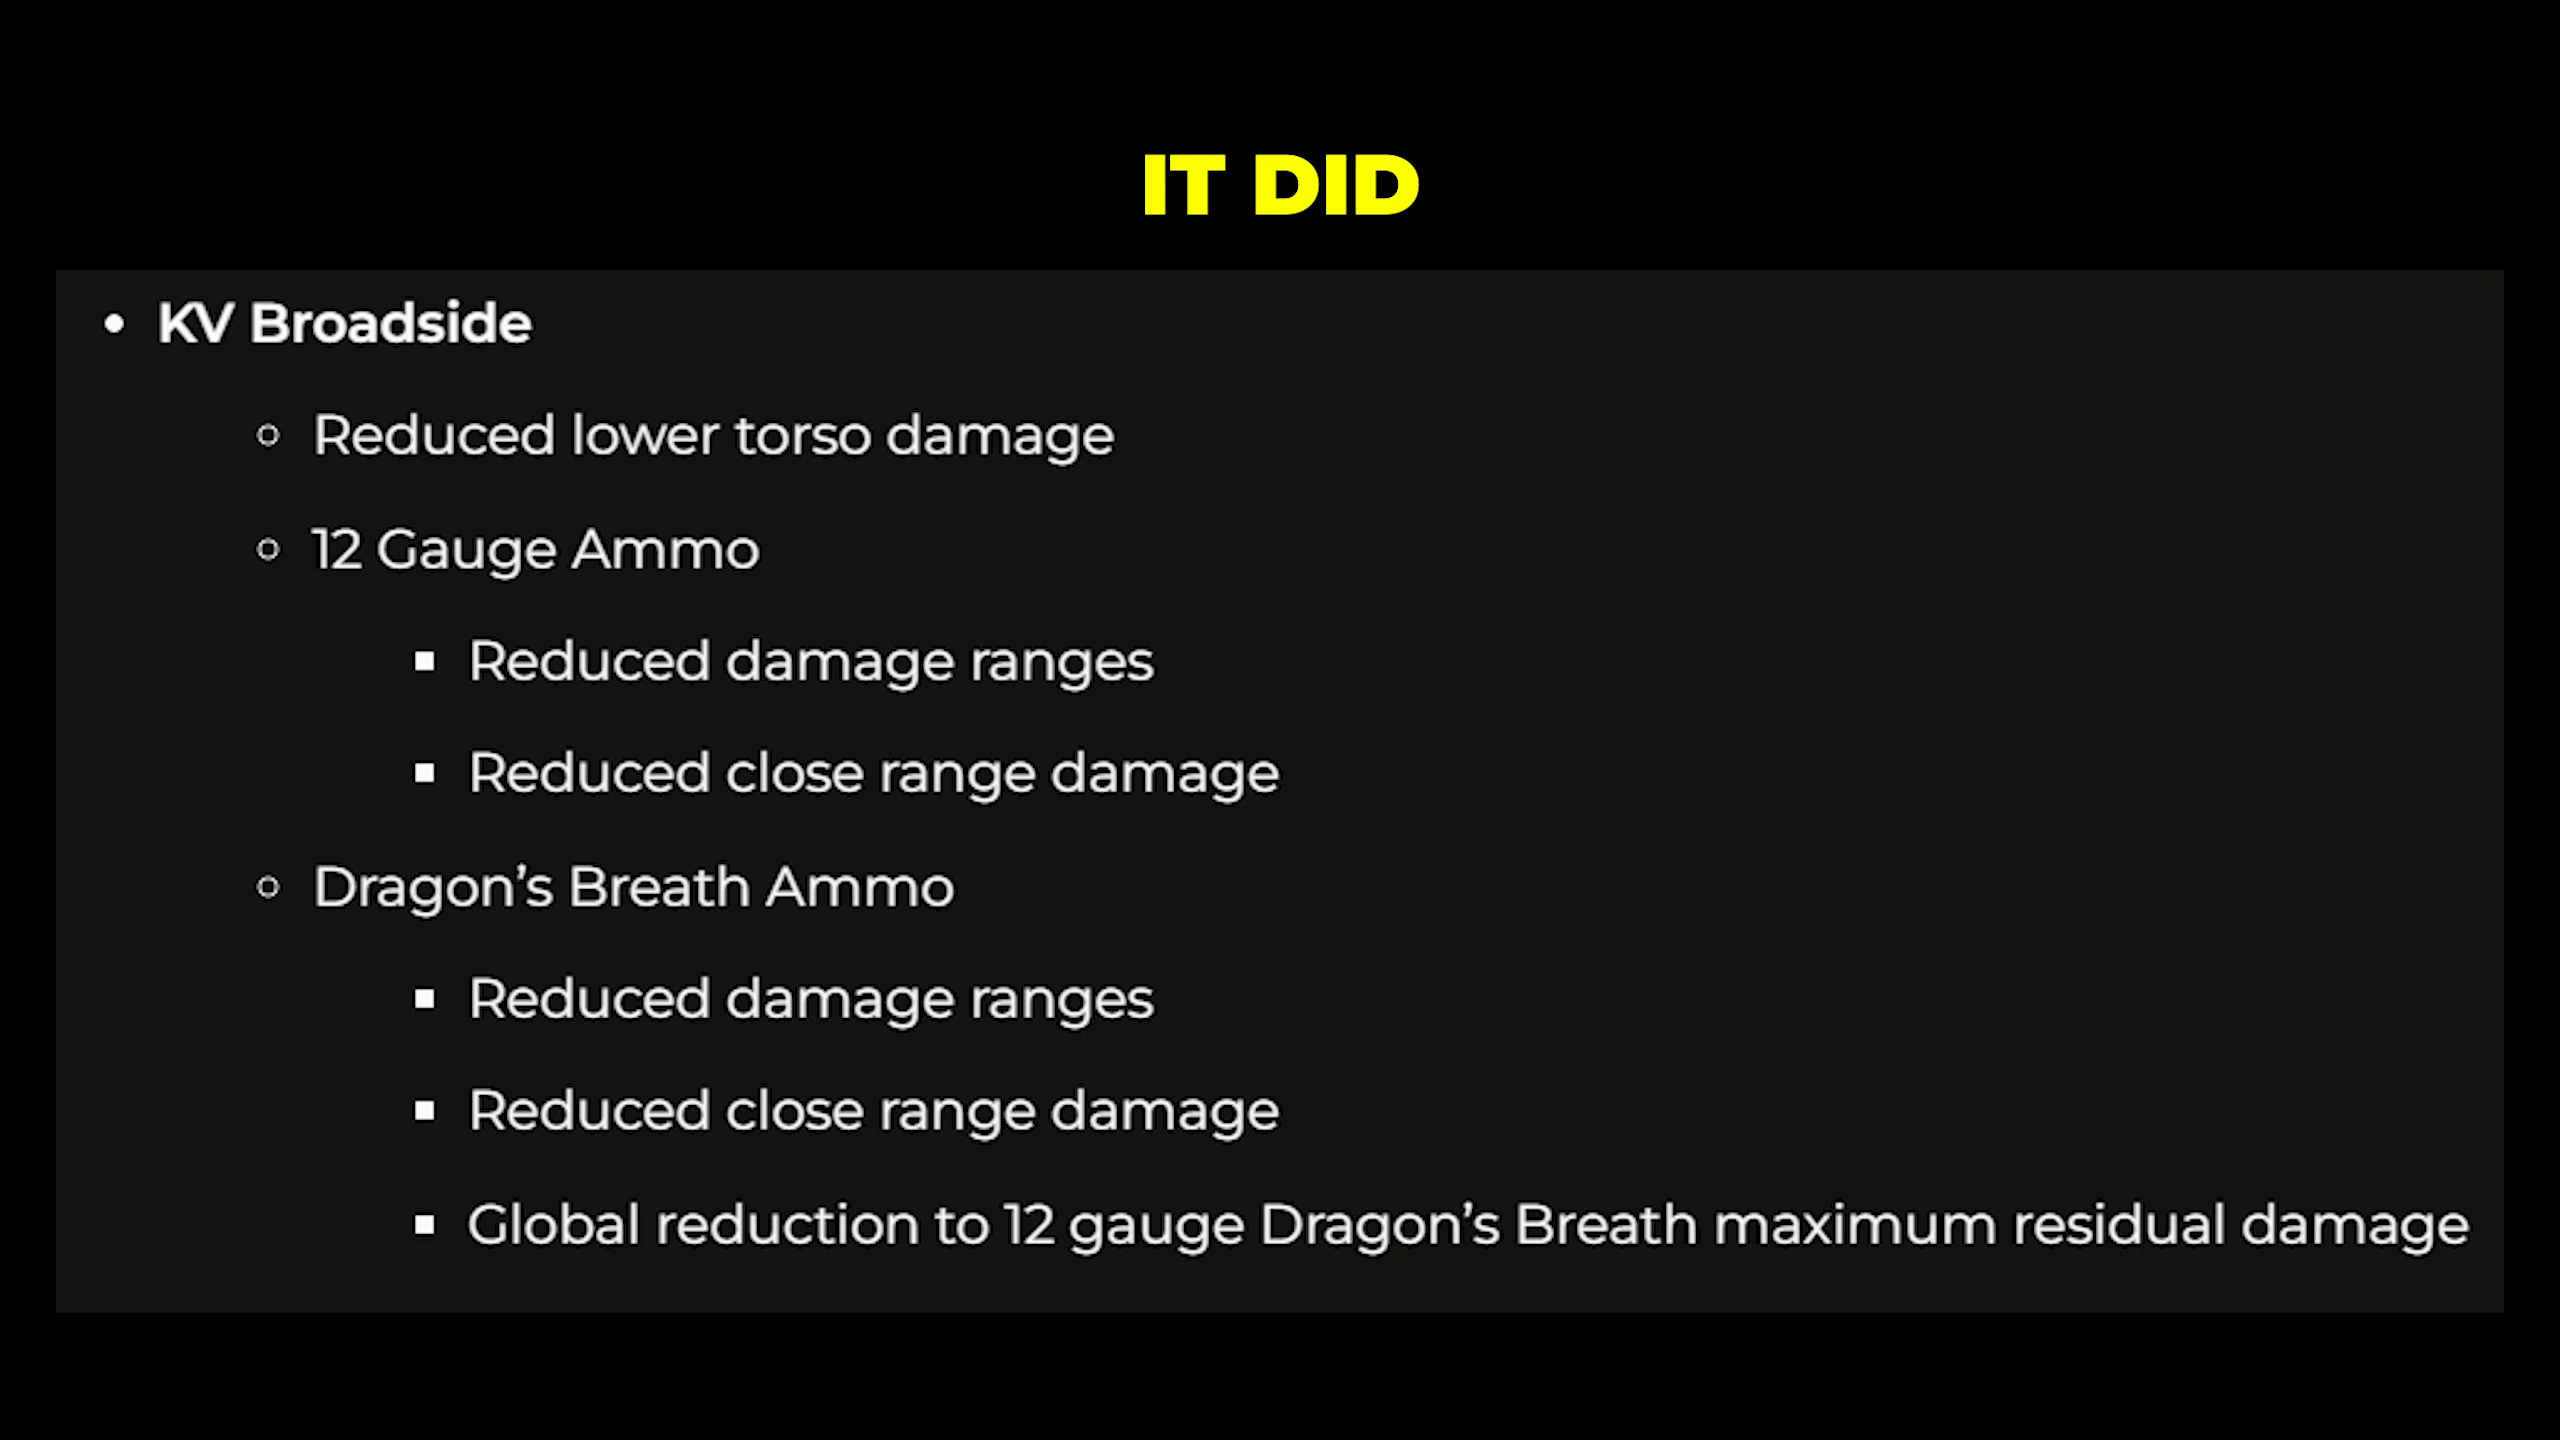 IT DID
• KV Broadside
○ Reduced lower torso damage
○ 12 Gauge Ammo
▪ Reduced damage ranges
▪ Reduced close range damage
○ Dragon’s Breath Ammo
▪ Reduced damage ranges
▪ Reduced close range damage
▪ Global reduction to 12 gauge Dragon’s Breath maximum residual damage